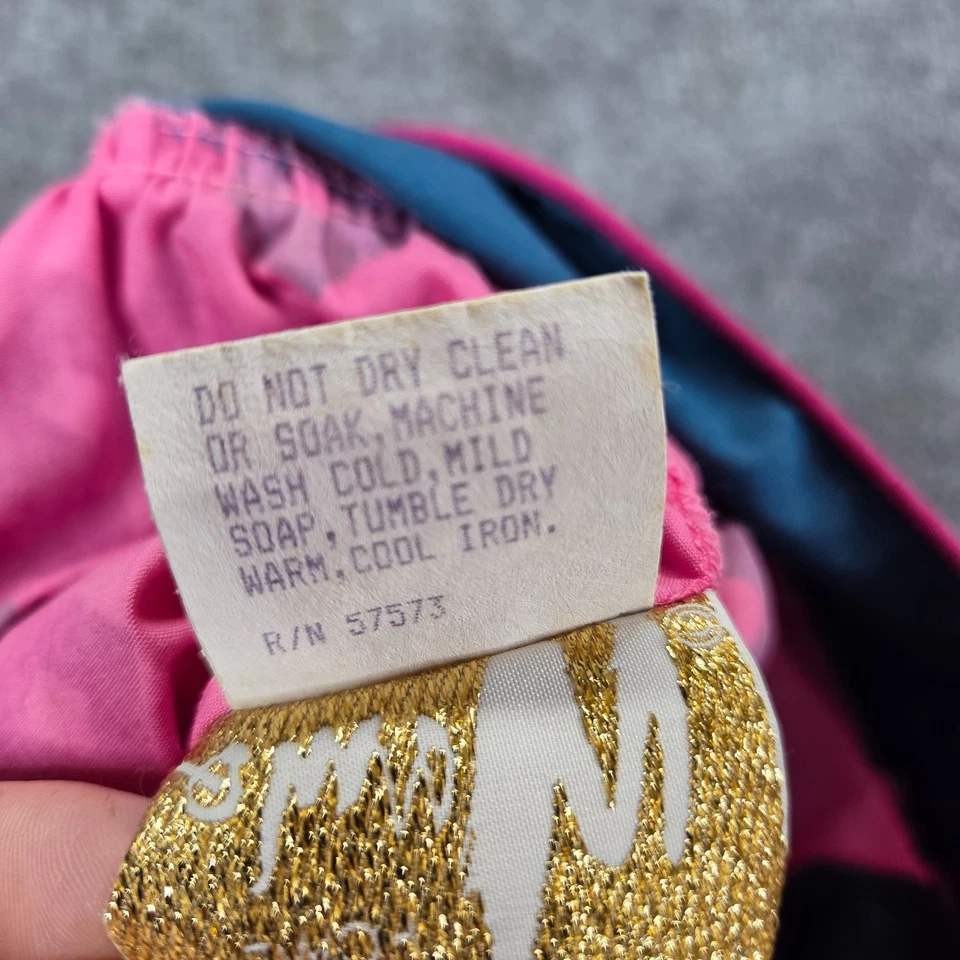 DO NOT DRY CLEAN
OR SOAK,MACHINE
WASH COLD,MILD
SOAP,TUMBLE DRY
WARM,COOL IRON.
R/N 57573